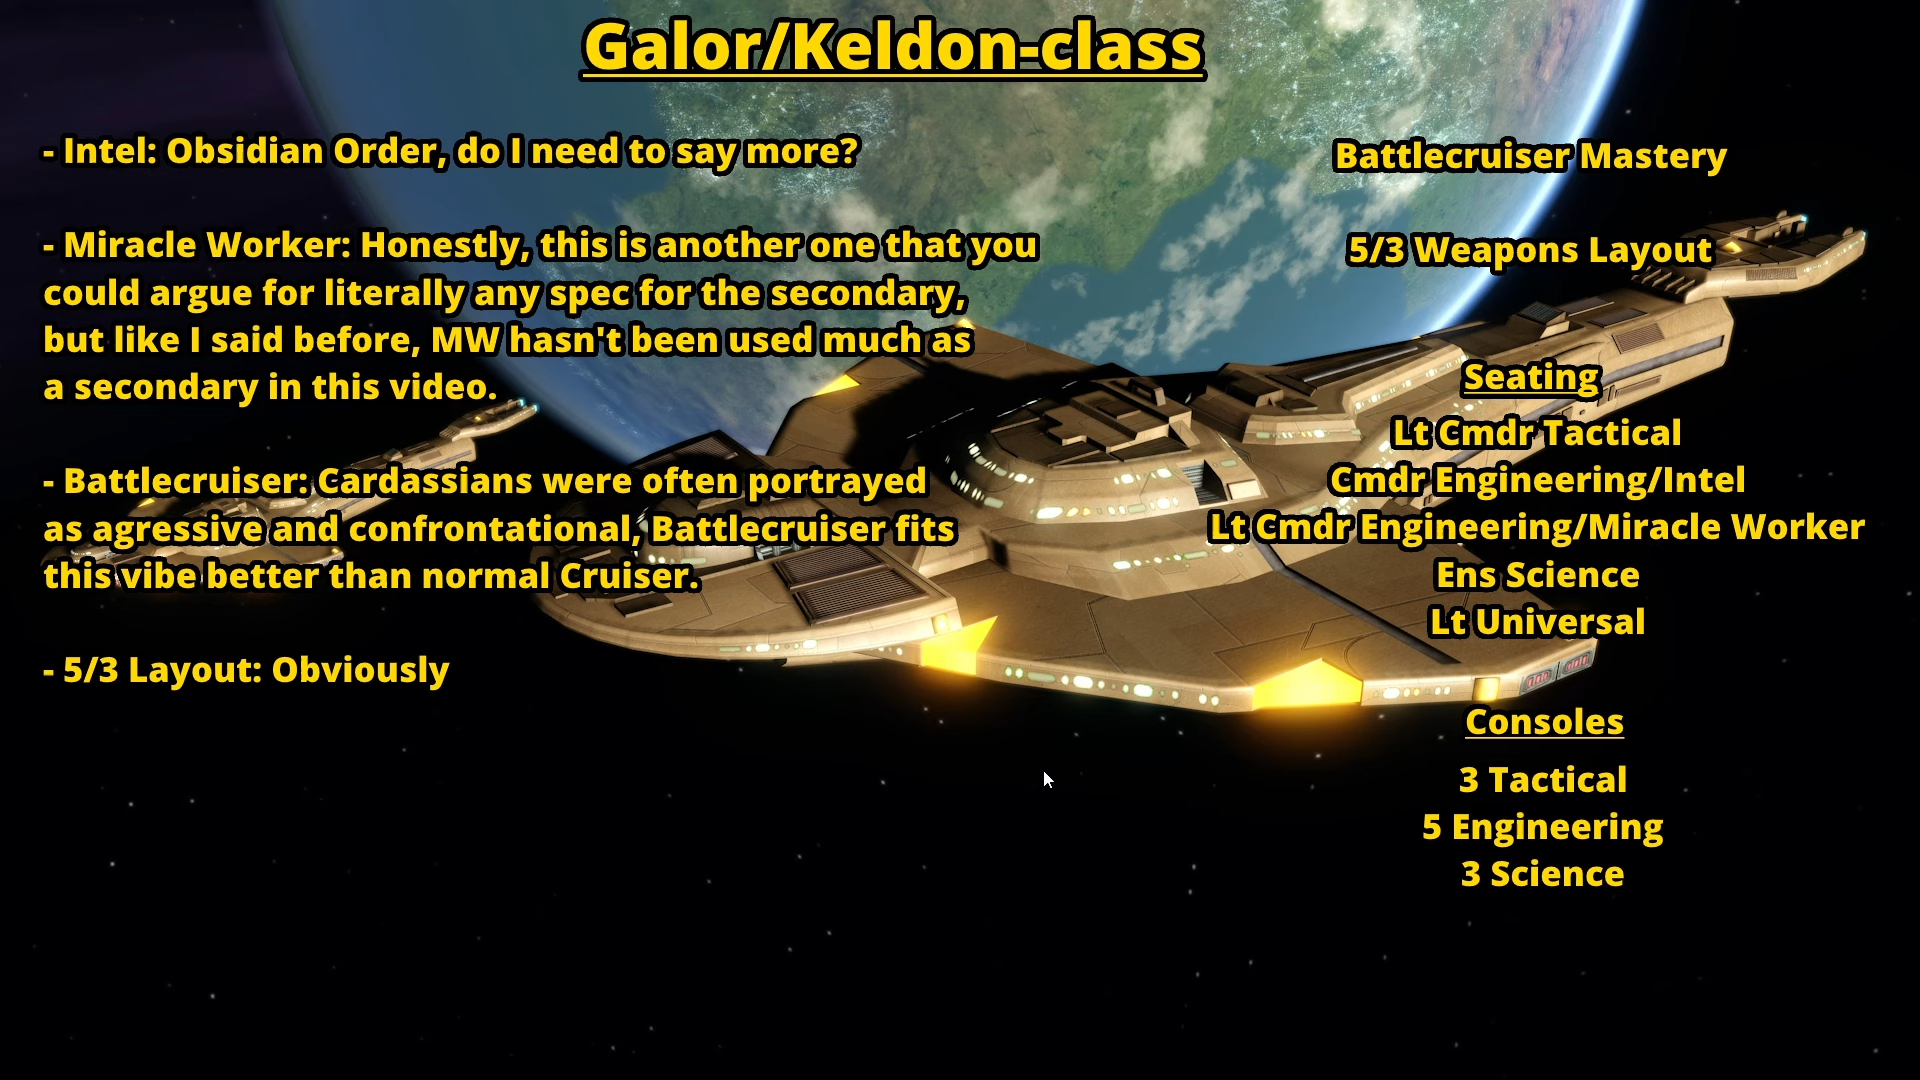 Galor/Keldon-class
- Intel: Obsidian Order, do I need to say more?
- Miracle Worker: Honestly, this is another one that you
could argue for literally any spec for the secondary,
but like I said before, MW hasn't been used much as
a secondary in this video.
- Battlecruiser: Cardassians were often portrayed
as agressive and confrontational, Battlecruiser fits
this vibe better than normal Cruiser.
- 5/3 Layout: Obviously
Battlecruiser Mastery
5/3 Weapons Layout
Seating
Lt Cmdr Tactical
Cmdr Engineering/Intel
Lt Cmdr Engineering/Miracle Worker
Ens Science
Lt Universal
Consoles
3 Tactical
5 Engineering
3 Science